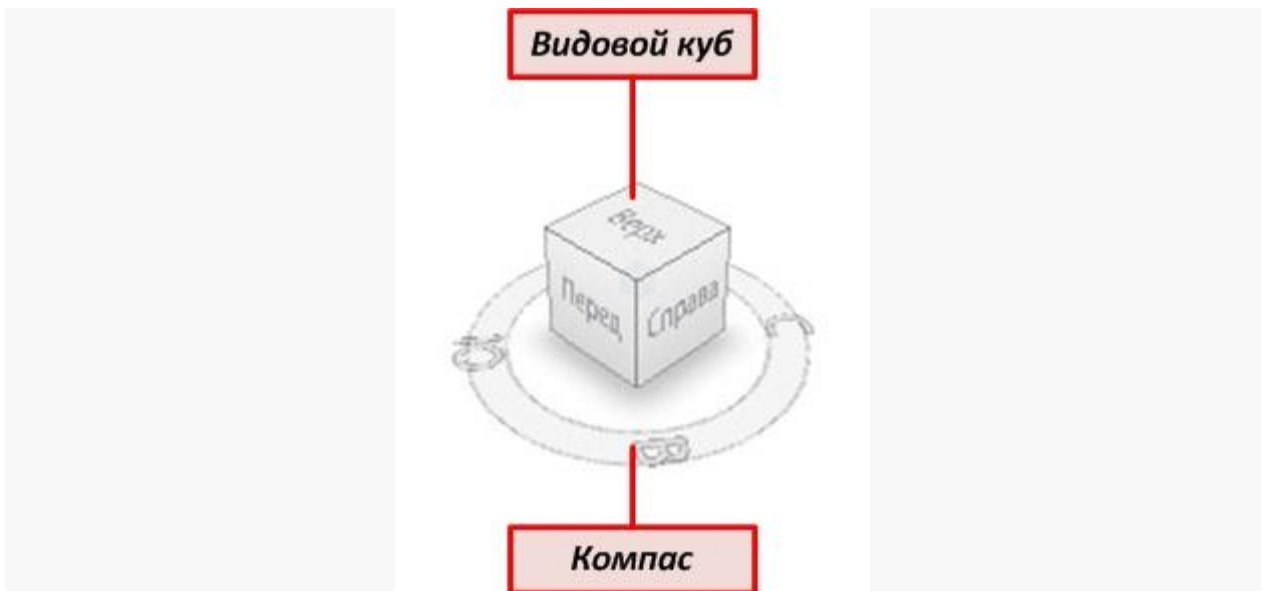 Видовой куб
Верх
Перед
Справа
Ю
В
С
Компас